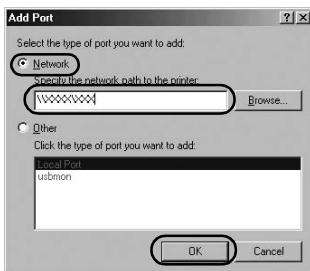 Add Port
Select the type of port you want to add:
Network
Specify the network path to the printer:
\\XXXX\XXX
Browse...
Other
Click the type of port you want to add:
Local Port
usbmon
OK
Cancel